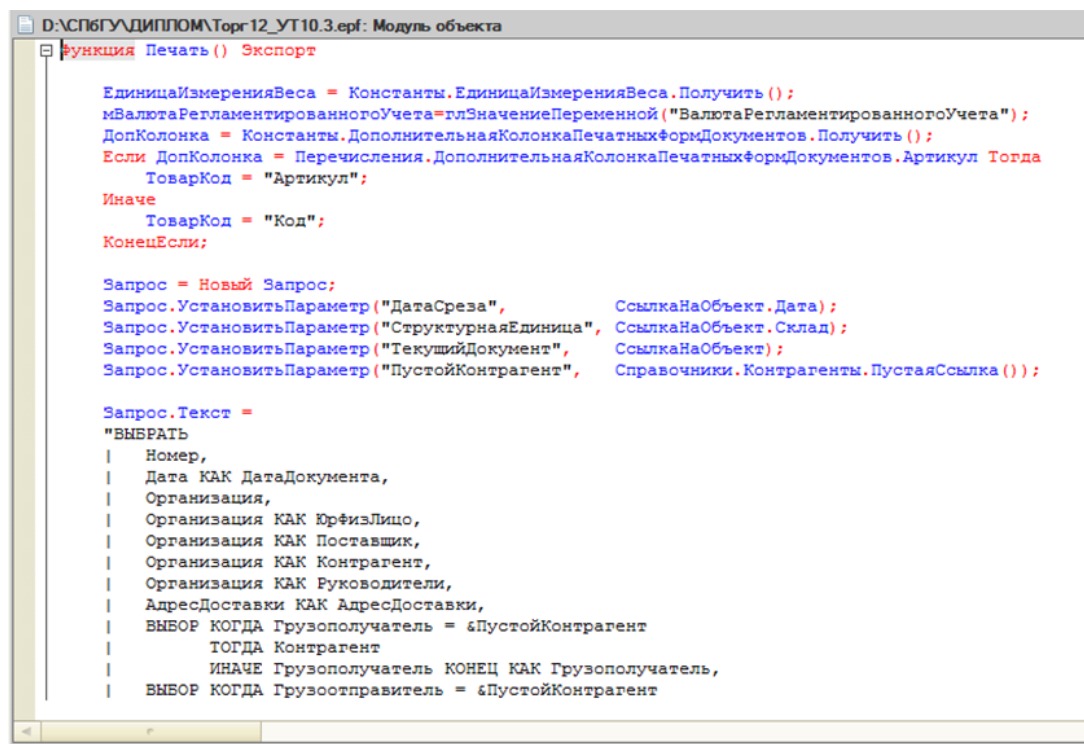 D:\СПбГУ\ДИПЛОМ\Торг12_УТ10.3.epf: Модуль объекта
Функция Печать() Экспорт
ЕдиницаИзмеренияВеса = Константы.ЕдиницаИзмеренияВеса.Получить();
мВалютаРегламентированногоУчета=глЗначениеПеременной("ВалютаРегламентированногоУчета");
ДопКолонка = Константы.ДополнительнаяКолонкаПечатныхФормДокументов.Получить();
Если ДопКолонка = Перечисления.ДополнительнаяКолонкаПечатныхФормДокументов.Артикул Тогда
ТоварКод = "Артикул";
Иначе
ТоварКод = "Код";
КонецЕсли;
Запрос = Новый Запрос;
Запрос.УстановитьПараметр("ДатаСреза", СсылкаНаОбъект.Дата);
Запрос.УстановитьПараметр("СтруктурнаяЕдиница", СсылкаНаОбъект.Склад);
Запрос.УстановитьПараметр("ТекущийДокумент", СсылкаНаОбъект);
Запрос.УстановитьПараметр("ПустойКонтрагент", Справочники.Контрагенты.ПустаяСсылка());
Запрос.Текст =
"ВЫБРАТЬ
| Номер,
| Дата КАК ДатаДокумента,
| Организация,
| Организация КАК ЮрФизЛицо,
| Организация КАК Поставщик,
| Организация КАК Контрагент,
| Организация КАК Руководители,
| АдресДоставки КАК АдресДоставки,
| ВЫБОР КОГДА Грузополучатель = &ПустойКонтрагент
| ТОГДА Контрагент
| ИНАЧЕ Грузополучатель КОНЕЦ КАК Грузополучатель,
| ВЫБОР КОГДА Грузоотправитель = &ПустойКонтрагент